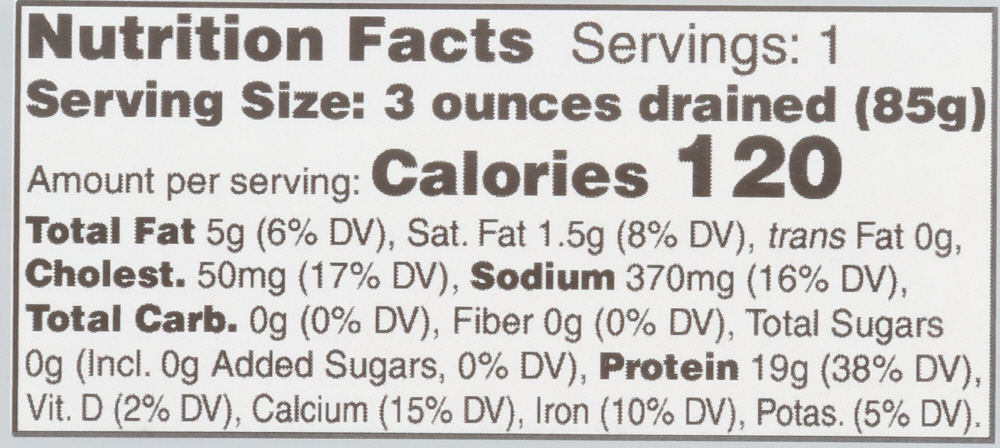 Nutrition Facts Servings: 1
Serving Size: 3 ounces drained (85g)
Amount per serving: Calories 120
Total Fat 5g (6% DV), Sat. Fat 1.5g (8% DV), trans Fat 0g,
Cholest. 50mg (17% DV), Sodium 370mg (16% DV),
Total Carb. 0g (0% DV), Fiber 0g (0% DV), Total Sugars
0g (Incl. 0g Added Sugars, 0% DV), Protein 19g (38% DV),
Vit. D (2% DV), Calcium (15% DV), Iron (10% DV), Potas. (5% DV).